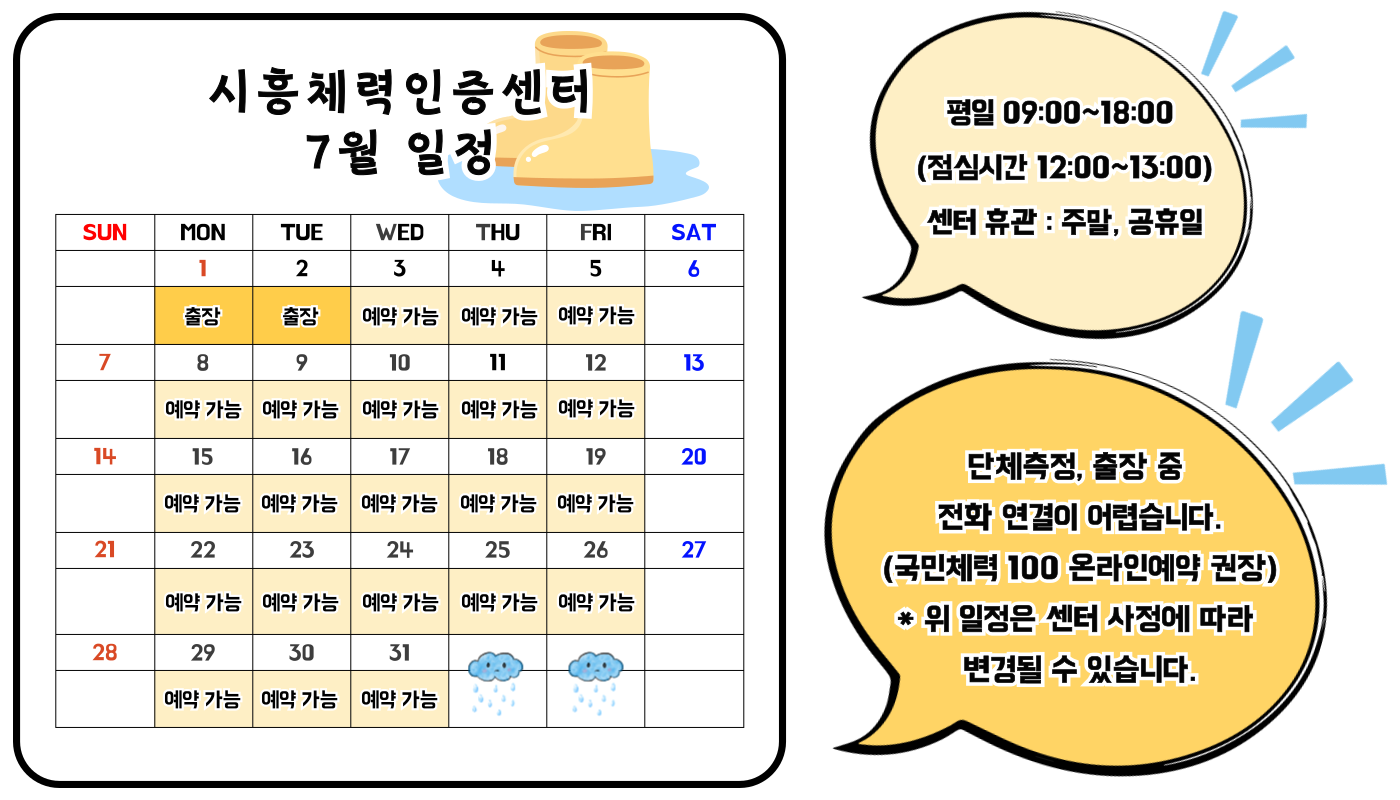 시흥체력인증센터
7월 일정
SUN MON TUE WED THU FRI SAT
1 2 3 4 5 6
출장 출장 예약 가능 예약 가능 예약 가능
7 8 9 10 11 12 13
예약 가능 예약 가능 예약 가능 예약 가능 예약 가능
14 15 16 17 18 19 20
예약 가능 예약 가능 예약 가능 예약 가능 예약 가능
21 22 23 24 25 26 27
예약 가능 예약 가능 예약 가능 예약 가능 예약 가능
28 29 30 31
예약 가능 예약 가능 예약 가능
평일 09:00~18:00
(점심시간 12:00~13:00)
센터 휴관 : 주말, 공휴일
단체측정, 출장 중
전화 연결이 어렵습니다.
(국민체력 100 온라인예약 권장)
* 위 일정은 센터 사정에 따라
변경될 수 있습니다.